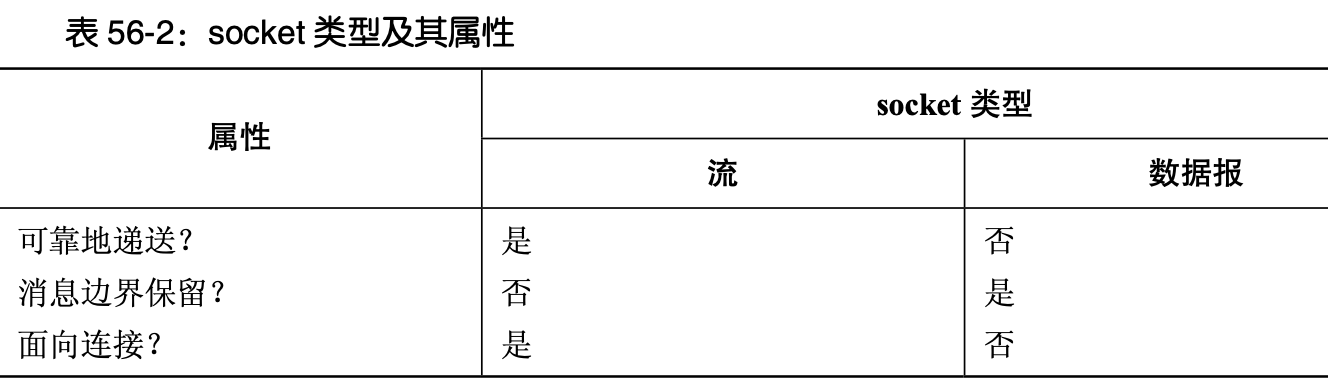 表 56-2：socket 类型及其属性
属性
socket 类型
流 数据报
可靠地递送？ 是 否
消息边界保留？ 否 是
面向连接？ 是 否